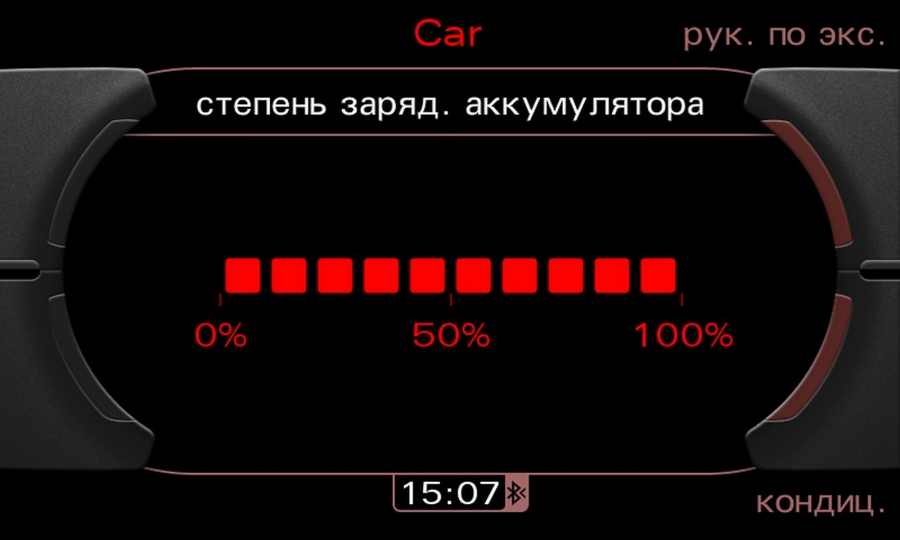 Car
рук. по экс.
степень заряд. аккумулятора
0% 50% 100%
15:07
кондиц.